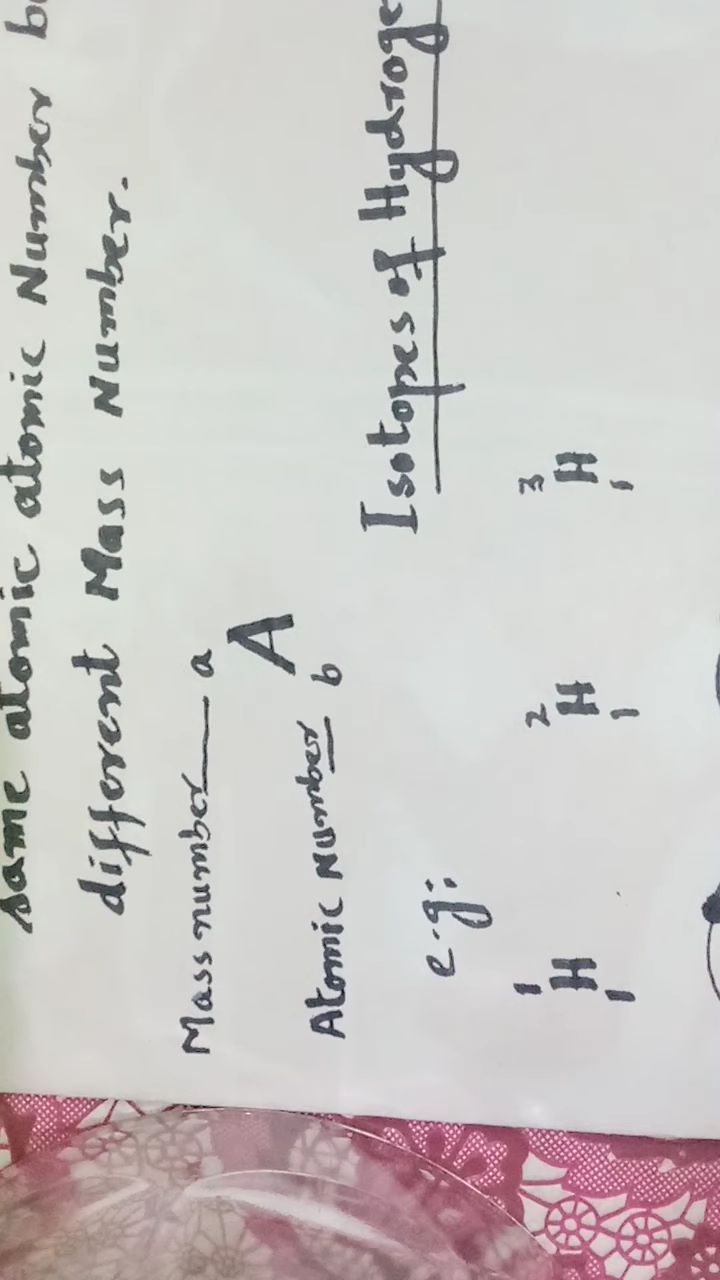 same atomic atomic Number
different Mass Number.
Mass number — a
A
Atomic Number — b
e.g: Isotopes of Hydroge
1 2 3
H H H
1 1 1